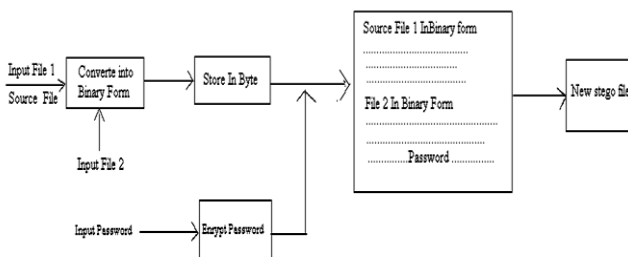 Input File 1
Source File
Converte into
Binary Form
Input File 2
Store In Byte
Input Password
Enrypt Password
Source File 1 InBinary form
File 2 In Binary Form
Password
New stego file